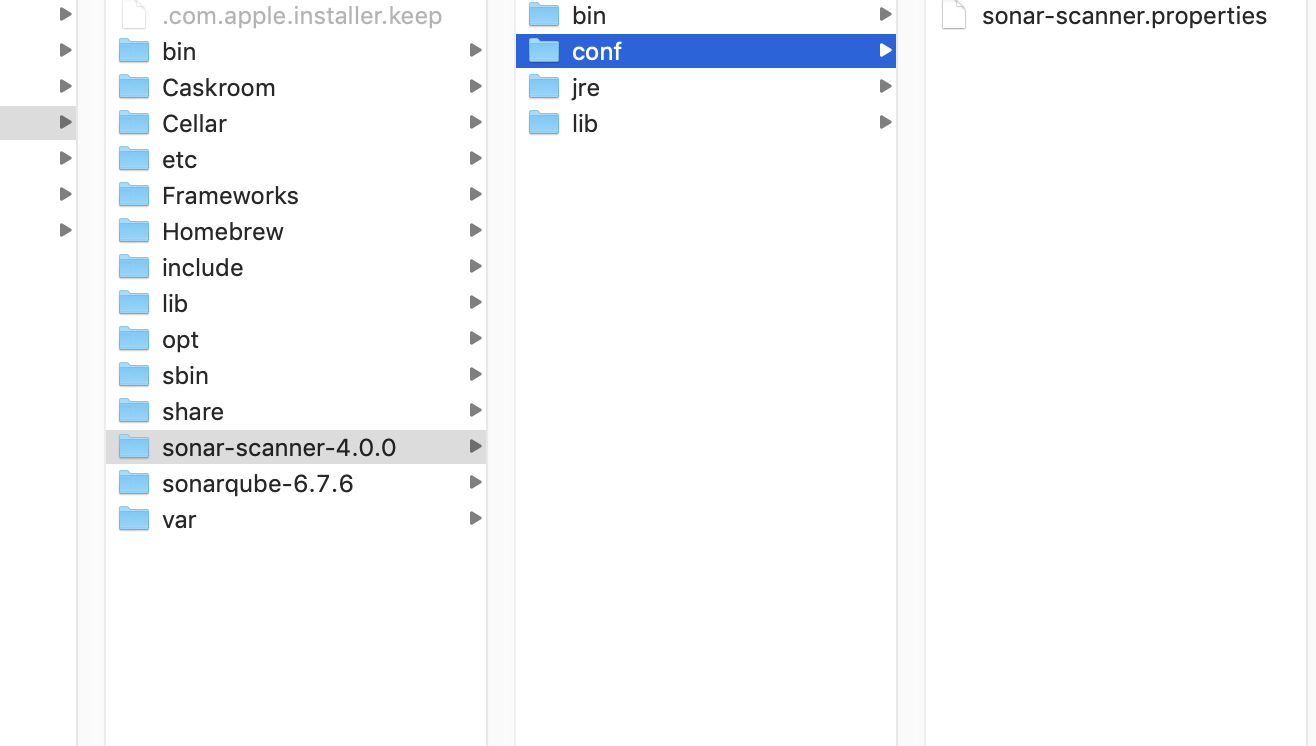 .com.apple.installer.keep
bin
Caskroom
Cellar
etc
Frameworks
Homebrew
include
lib
opt
sbin
share
sonar-scanner-4.0.0
sonarqube-6.7.6
var
bin
conf
jre
lib
sonar-scanner.properties